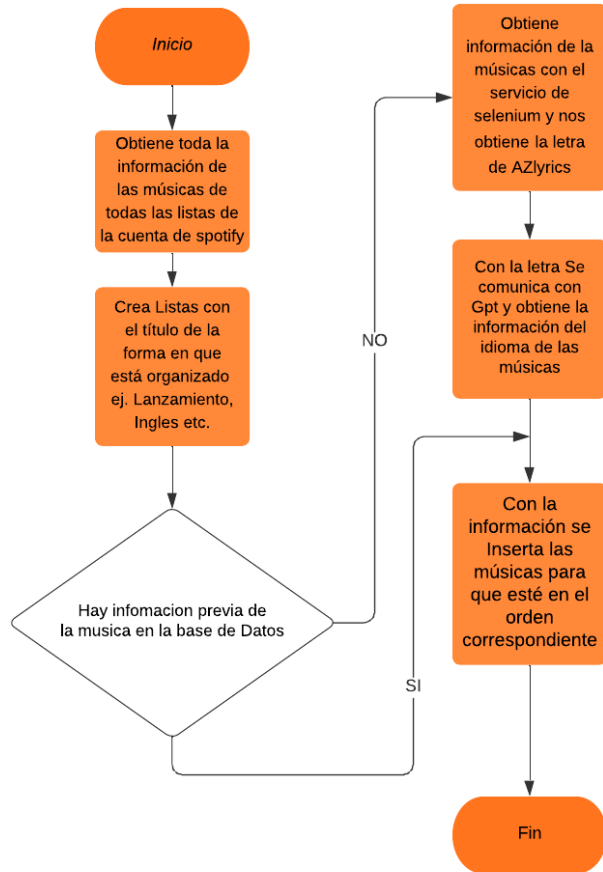 Inicio
Obtiene toda la
información de
las músicas de
todas las listas de
la cuenta de spotify
Crea Listas con
el título de la
forma en que
está organizado
ej. Lanzamiento,
Ingles etc.
Hay infomacion previa de
la musica en la base de Datos
NO
SI
Obtiene
información de la
músicas con el
servicio de
selenium y nos
obtiene la letra
de AZlyrics
Con la letra Se
comunica con
Gpt y obtiene la
información del
idioma de las
músicas
Con la
información se
Inserta las
músicas para
que esté en el
orden
correspondiente
Fin